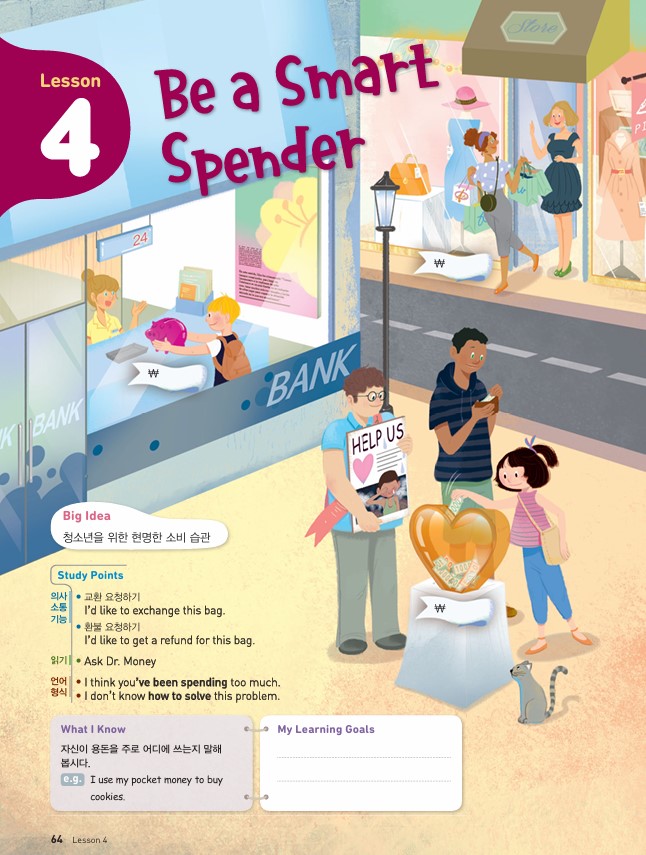 Lesson
4
Be a Smart
Spender
Store
24
₩
₩
BANK
BANK
K
HELP US
₩
Big Idea
청소년을 위한 현명한 소비 습관
Study Points
의사
소통
기능
• 교환 요청하기
I'd like to exchange this bag.
• 환불 요청하기
I'd like to get a refund for this bag.
읽기 • Ask Dr. Money
언어
형식
• I think you've been spending too much.
• I don't know how to solve this problem.
What I Know
자신이 용돈을 주로 어디에 쓰는지 말해
봅시다.
e.g. I use my pocket money to buy
cookies.
My Learning Goals
64 Lesson 4